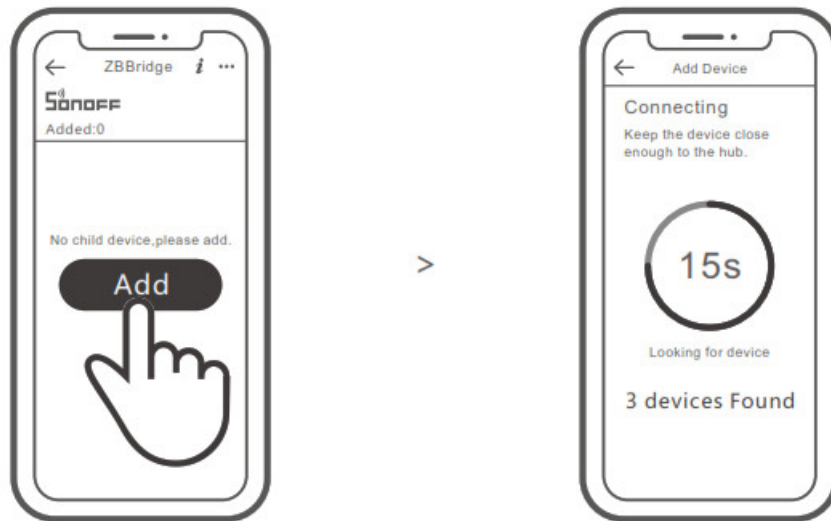 ZBBridge i ...
SONOFF
Added:0
No child device,please add.
Add
>
Add Device
Connecting
Keep the device close
enough to the hub.
15s
Looking for device
3 devices Found